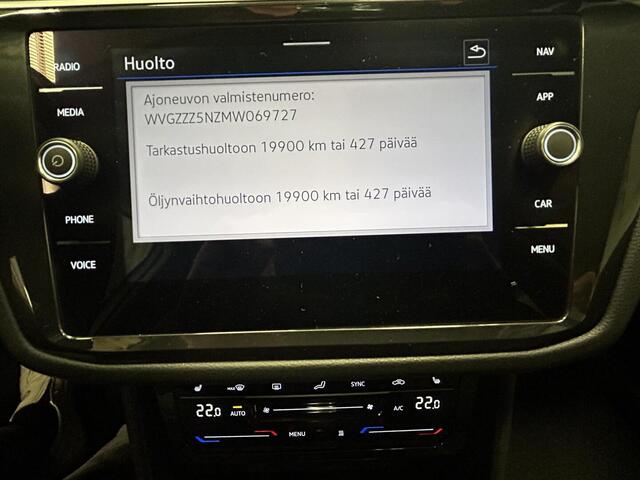 RADIO
MEDIA
PHONE
VOICE
Huolto
Ajoneuvon valmistenumero:
WVGZZZ5NZMW069727
Tarkastushuoltoon 19900 km tai 427 päivää
Öljynvaihtohuoltoon 19900 km tai 427 päivää
NAV
APP
CAR
MENU
MAX
SYNC
22.0
AUTO
A/C
22.0
MENU